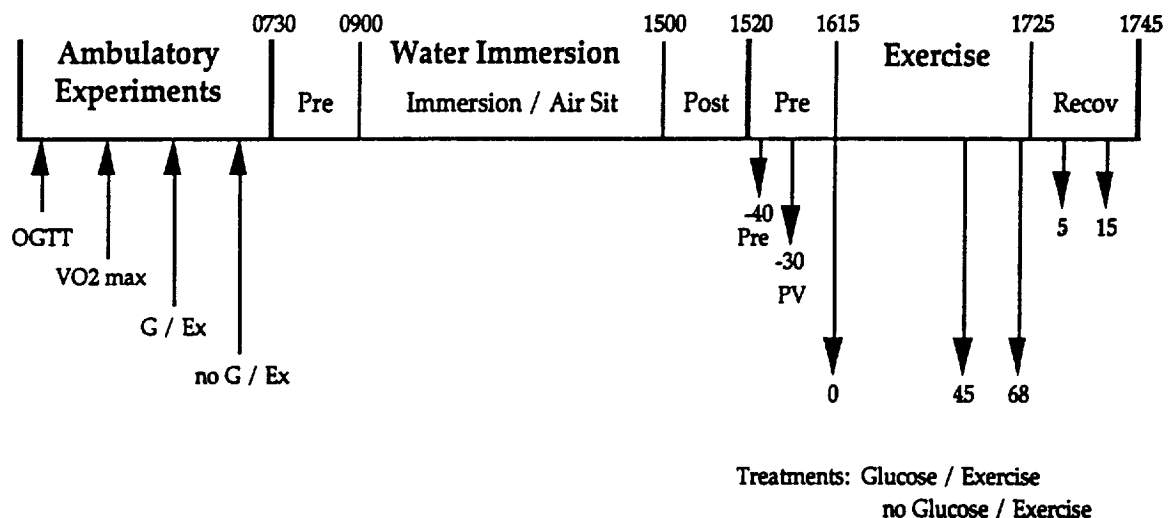 0730 0900 1500 1520 1615 1725 1745
Ambulatory Experiments
Water Immersion
Exercise
Pre
Immersion / Air Sit
Post
Pre
Recov
OGTT
VO2 max
G / Ex
no G / Ex
-40
Pre
-30
PV
0
45
68
5
15
Treatments: Glucose / Exercise
no Glucose / Exercise